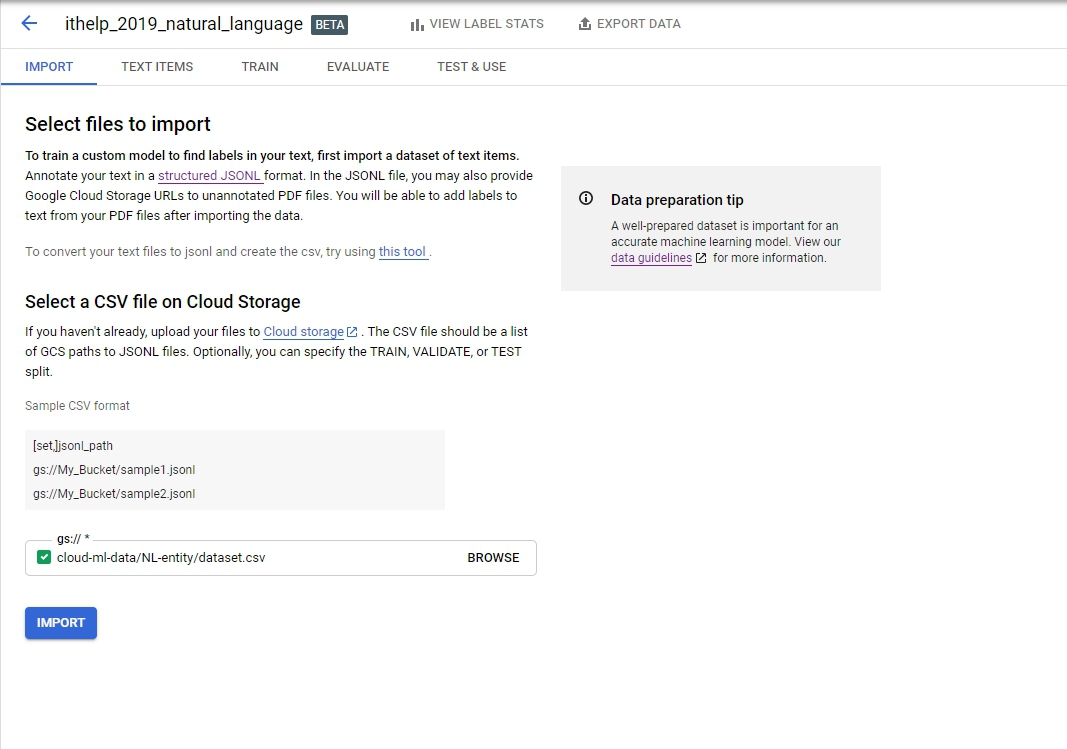 ithelp_2019_natural_language BETA VIEW LABEL STATS EXPORT DATA
IMPORT TEXT ITEMS TRAIN EVALUATE TEST & USE
Select files to import
To train a custom model to find labels in your text, first import a dataset of text items.
Annotate your text in a structured JSONL format. In the JSONL file, you may also provide
Google Cloud Storage URLs to unannotated PDF files. You will be able to add labels to
text from your PDF files after importing the data.
To convert your text files to jsonl and create the csv, try using this tool .
Data preparation tip
A well-prepared dataset is important for an
accurate machine learning model. View our
data guidelines for more information.
Select a CSV file on Cloud Storage
If you haven't already, upload your files to Cloud storage . The CSV file should be a list
of GCS paths to JSONL files. Optionally, you can specify the TRAIN, VALIDATE, or TEST
split.
Sample CSV format
[set,]jsonl_path
gs://My_Bucket/sample1.jsonl
gs://My_Bucket/sample2.jsonl
gs:// *
cloud-ml-data/NL-entity/dataset.csv BROWSE
IMPORT